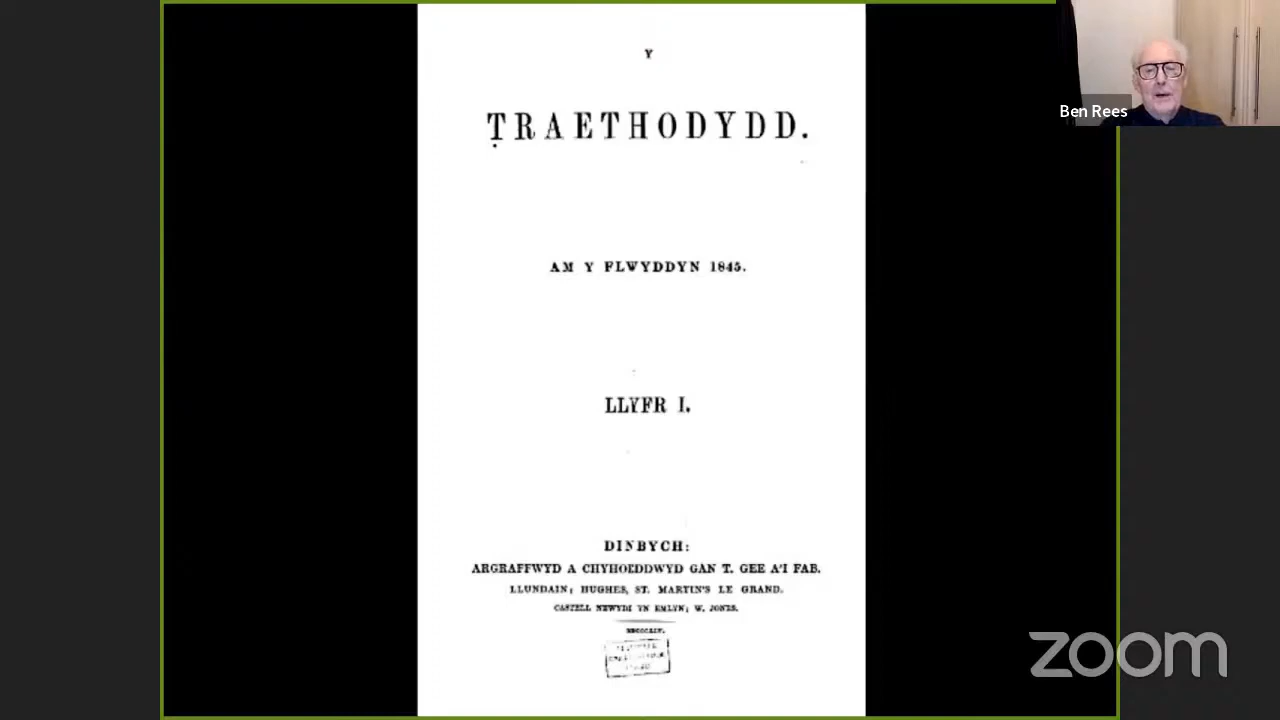 Y
TRAETHODYDD.
AM Y FLWYDDYN 1845.
LLYFR I.
DINBYCH:
ARGRAFFWYD A CHYHOEDDWYD GAN T. GEE A'I FAB.
LLUNDAIN; HUGHES, ST. MARTIN'S LE GRAND.
CASTELL NEWYDD YN EMLYN; W. JONES.
MDCCCXLV.
Ben Rees
zoom